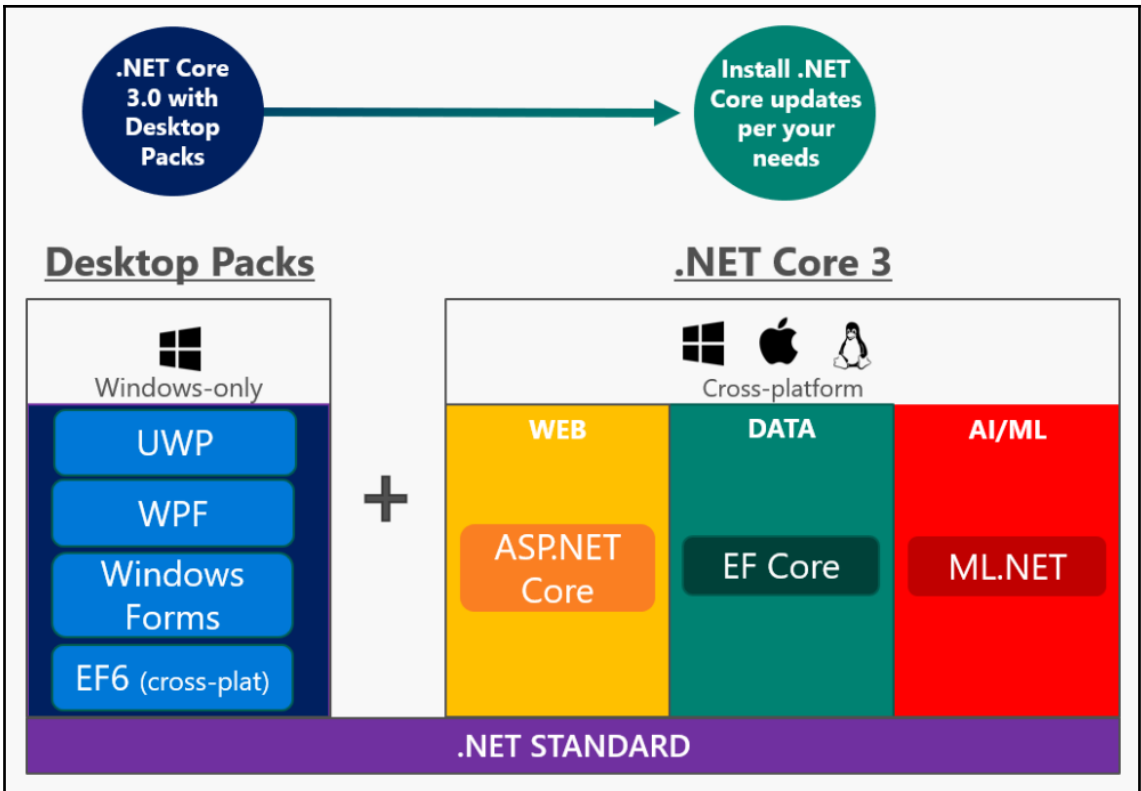 .NET Core
3.0 with
Desktop
Packs
Install .NET
Core updates
per your
needs
Desktop Packs
.NET Core 3
Windows-only
Cross-platform
UWP
WPF
Windows
Forms
EF6 (cross-plat)
+
WEB
ASP.NET
Core
DATA
EF Core
AI/ML
ML.NET
.NET STANDARD